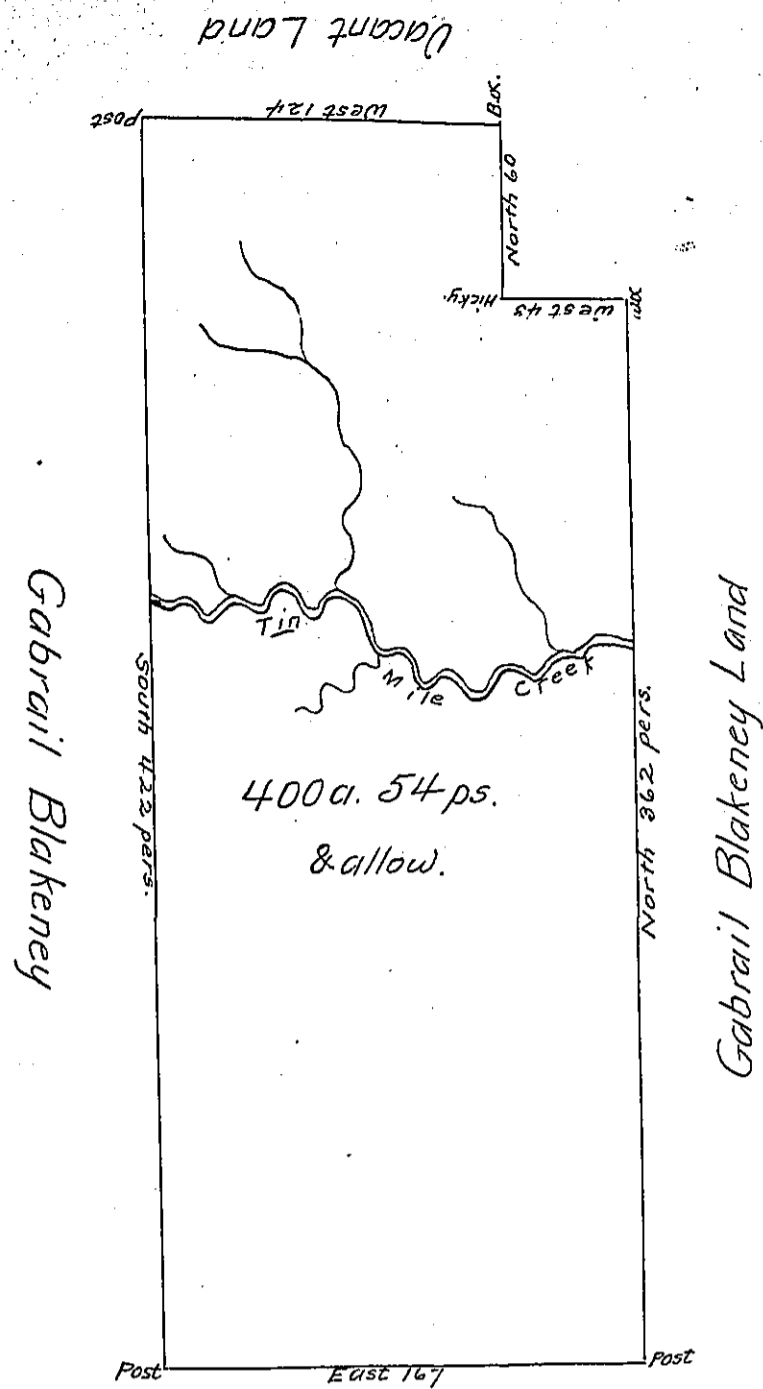 Vacant Land
Post
West 124
B.O.
North 60
Hicky.
West 43
W.O.
Tin
Mile
Creek
Gabrail Blakeney
South 422 pers.
400a. 54 ps.
& allow.
North 362 pers.
Gabrail Blakeney Land
Post
East 167
Post